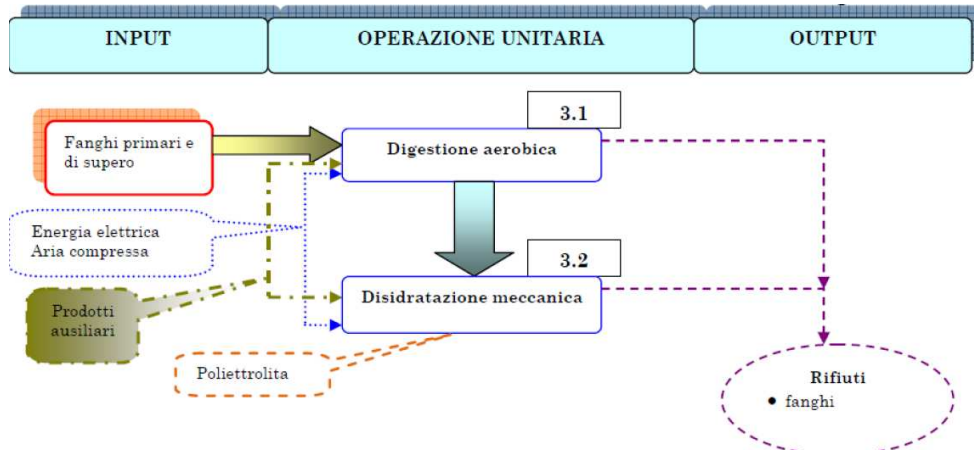 INPUT
OPERAZIONE UNITARIA
OUTPUT
3.1
Fanghi primari e
di supero
Digestione aerobica
Energia elettrica
Aria compressa
3.2
Disidratazione meccanica
Prodotti
ausiliari
Poliettrolita
Rifiuti
• fanghi